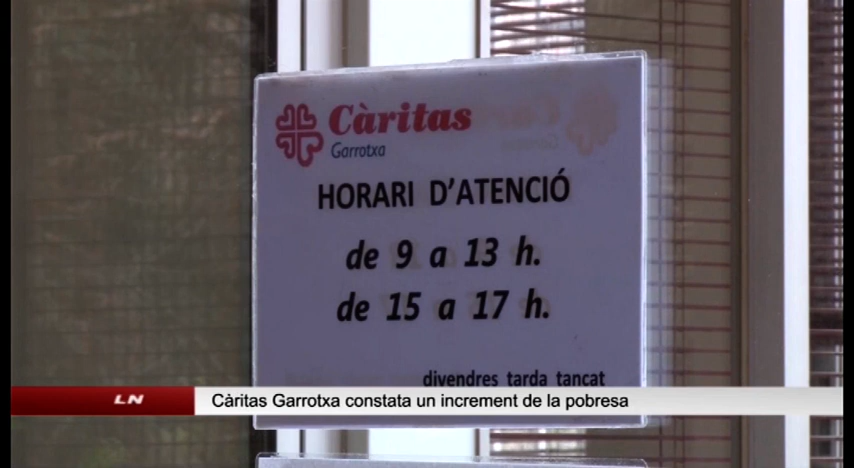 Càritas
Garrotxa
HORARI D'ATENCIÓ
de 9 a 13 h.
de 15 a 17 h.
divendres tarda tancat
LN
Càritas Garrotxa constata un increment de la pobresa